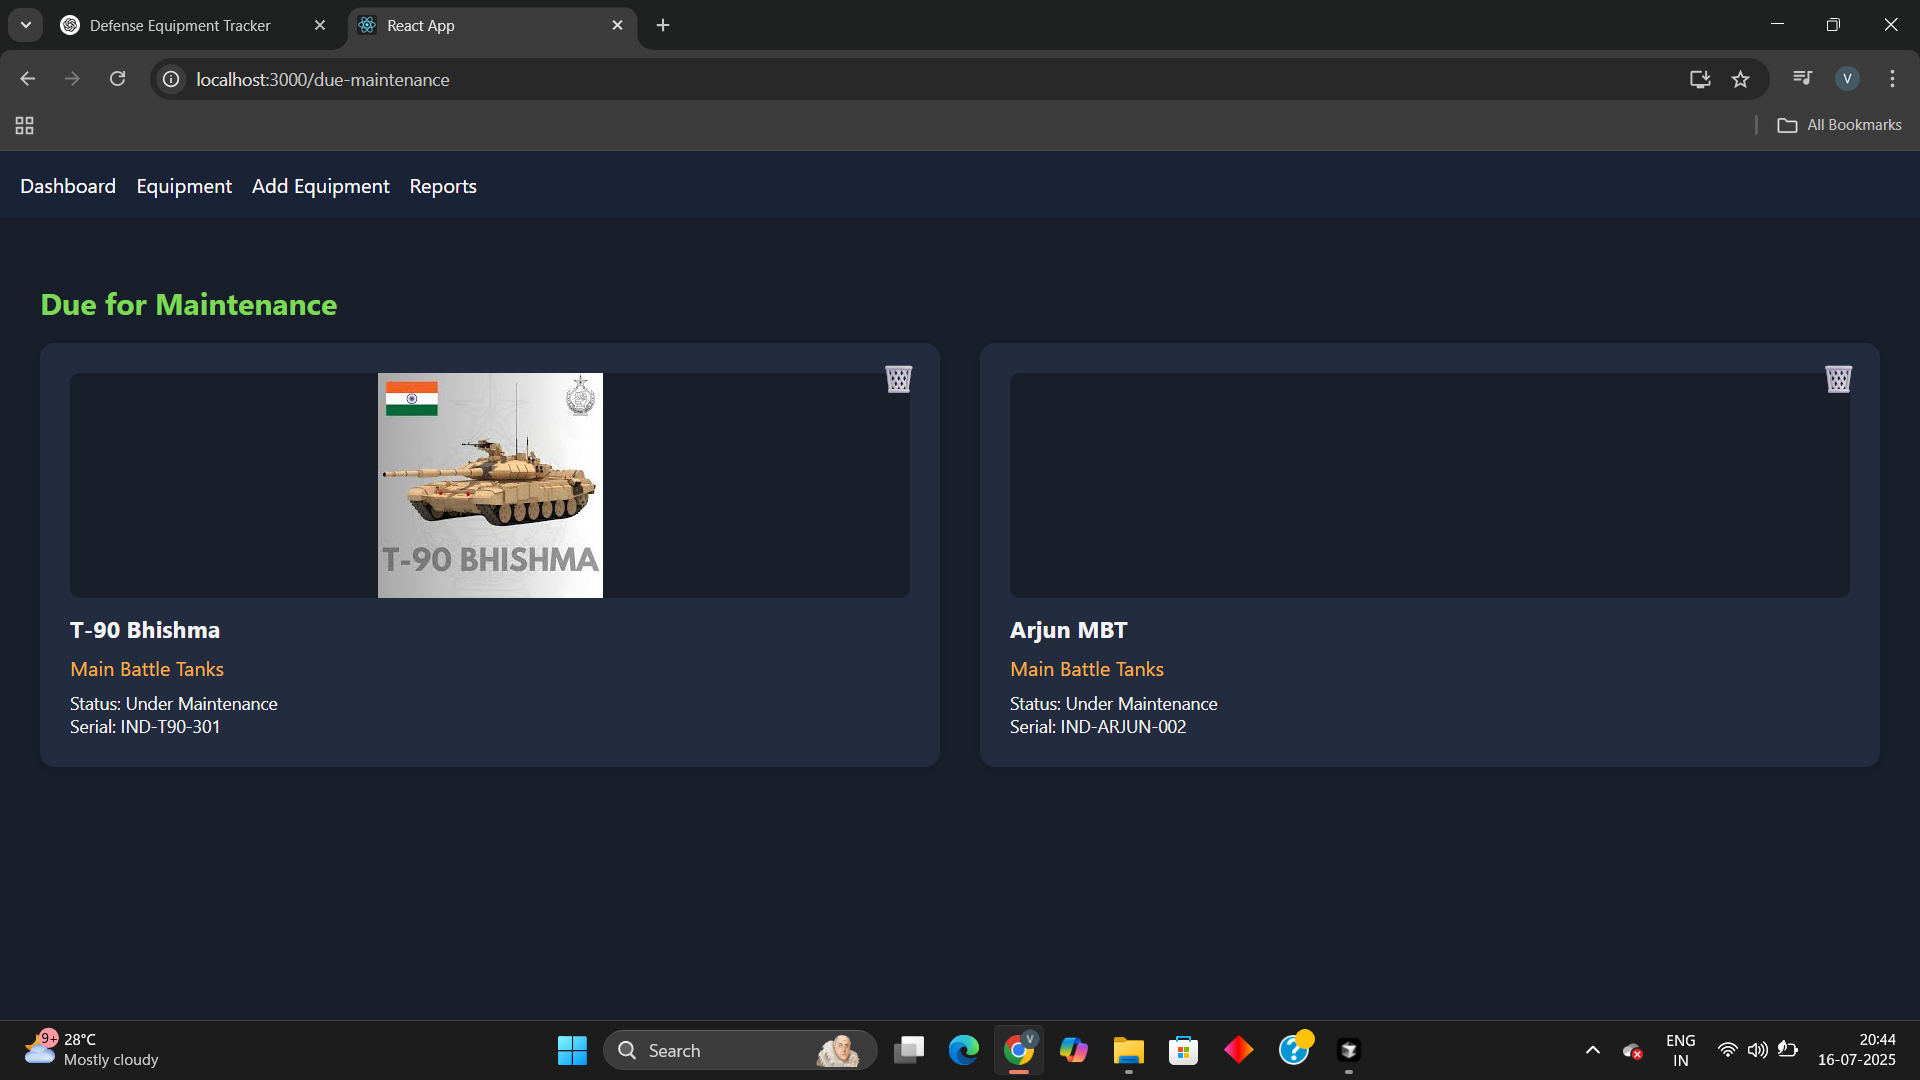 Defense Equipment Tracker
React App
localhost:3000/due-maintenance
V
All Bookmarks
Dashboard Equipment Add Equipment Reports
Due for Maintenance
T-90 BHISHMA
T-90 Bhishma
Main Battle Tanks
Status: Under Maintenance
Serial: IND-T90-301
Arjun MBT
Main Battle Tanks
Status: Under Maintenance
Serial: IND-ARJUN-002
9+
28°C
Mostly cloudy
Search
V
ENG
IN
20:44
16-07-2025